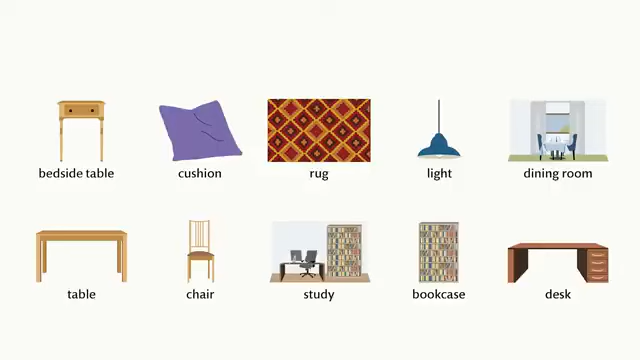 bedside table
cushion
rug
light
dining room
table
chair
study
bookcase
desk